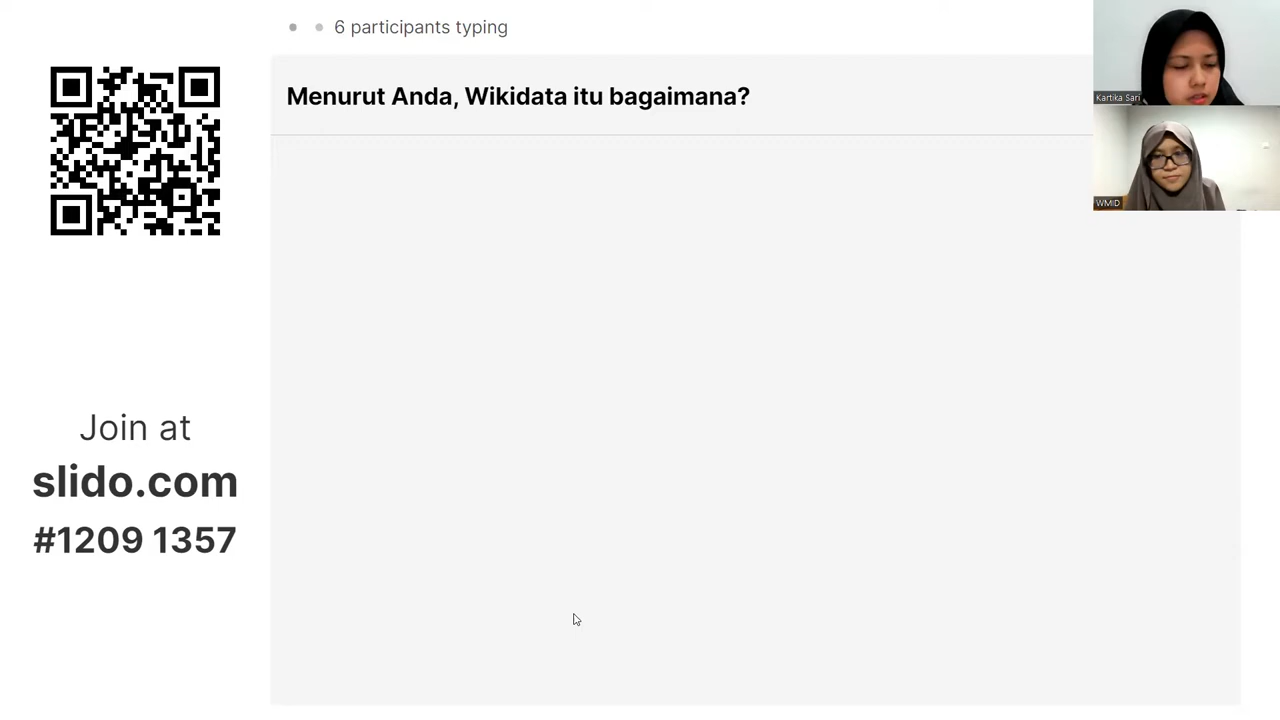 6 participants typing
Menurut Anda, Wikidata itu bagaimana?
Kartika Sari
WMID
Join at
slido.com
#1209 1357